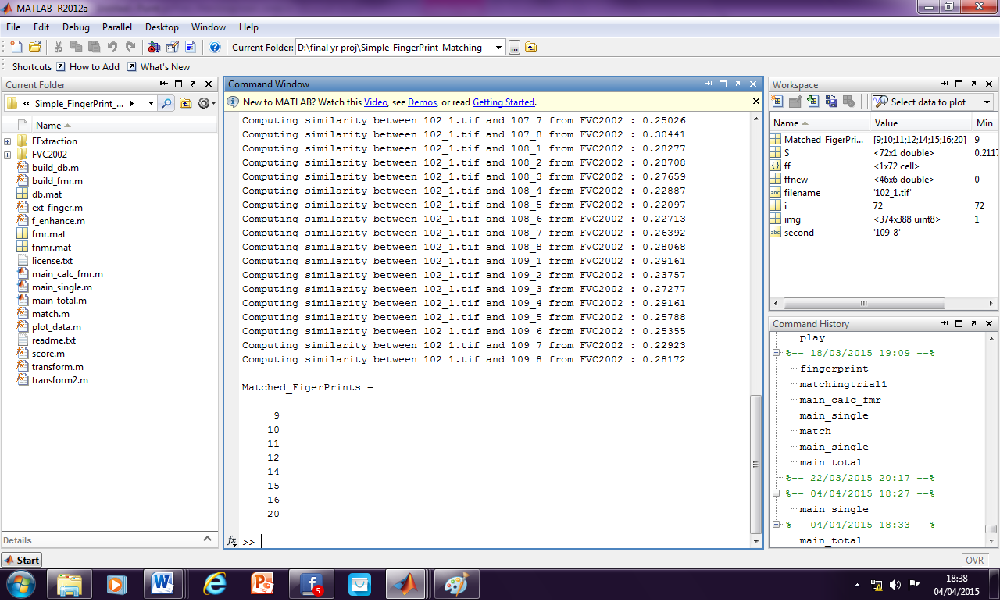 MATLAB R2012a
File Edit Debug Parallel Desktop Window Help
Current Folder: D:\final yr proj\Simple_FingerPrint_Matching
Shortcuts How to Add What's New
Current Folder
« Simple_FingerPrint_...
Name
FExtraction
FVC2002
build_db.m
build_fmr.m
db.mat
ext_finger.m
f_enhance.m
fmr.mat
fnmr.mat
license.txt
main_calc_fmr.m
main_single.m
main_total.m
match.m
plot_data.m
readme.txt
score.m
transform.m
transform2.m
Details
Command Window
New to MATLAB? Watch this Video, see Demos, or read Getting Started.
Computing similarity between 102_1.tif and 107_7 from FVC2002 : 0.25026
Computing similarity between 102_1.tif and 107_8 from FVC2002 : 0.30441
Computing similarity between 102_1.tif and 108_1 from FVC2002 : 0.28277
Computing similarity between 102_1.tif and 108_2 from FVC2002 : 0.28708
Computing similarity between 102_1.tif and 108_3 from FVC2002 : 0.27659
Computing similarity between 102_1.tif and 108_4 from FVC2002 : 0.22887
Computing similarity between 102_1.tif and 108_5 from FVC2002 : 0.22097
Computing similarity between 102_1.tif and 108_6 from FVC2002 : 0.22713
Computing similarity between 102_1.tif and 108_7 from FVC2002 : 0.26392
Computing similarity between 102_1.tif and 108_8 from FVC2002 : 0.28068
Computing similarity between 102_1.tif and 109_1 from FVC2002 : 0.29161
Computing similarity between 102_1.tif and 109_2 from FVC2002 : 0.23757
Computing similarity between 102_1.tif and 109_3 from FVC2002 : 0.27277
Computing similarity between 102_1.tif and 109_4 from FVC2002 : 0.29161
Computing similarity between 102_1.tif and 109_5 from FVC2002 : 0.25788
Computing similarity between 102_1.tif and 109_6 from FVC2002 : 0.25355
Computing similarity between 102_1.tif and 109_7 from FVC2002 : 0.22923
Computing similarity between 102_1.tif and 109_8 from FVC2002 : 0.28172
Matched_FigerPrints =
9
10
11
12
14
15
16
20
fx >>
Workspace
Select data to plot
Name Value Min
Matched_FigerPri... [9;10;11;12;14;15;16;20] 9
S <72x1 double> 0.211
ff <1x72 cell>
ffnew <46x6 double> 0
filename '102_1.tif'
i 72 72
img <374x388 uint8> 1
second '109_8'
Command History
play
%-- 18/03/2015 19:09 --%
fingerprint
matchingtrial1
main_calc_fmr
main_single
match
main_single
main_total
%-- 22/03/2015 20:17 --%
%-- 04/04/2015 18:27 --%
main_single
%-- 04/04/2015 18:33 --%
main_total
Start
OVR
5
18:38
04/04/2015